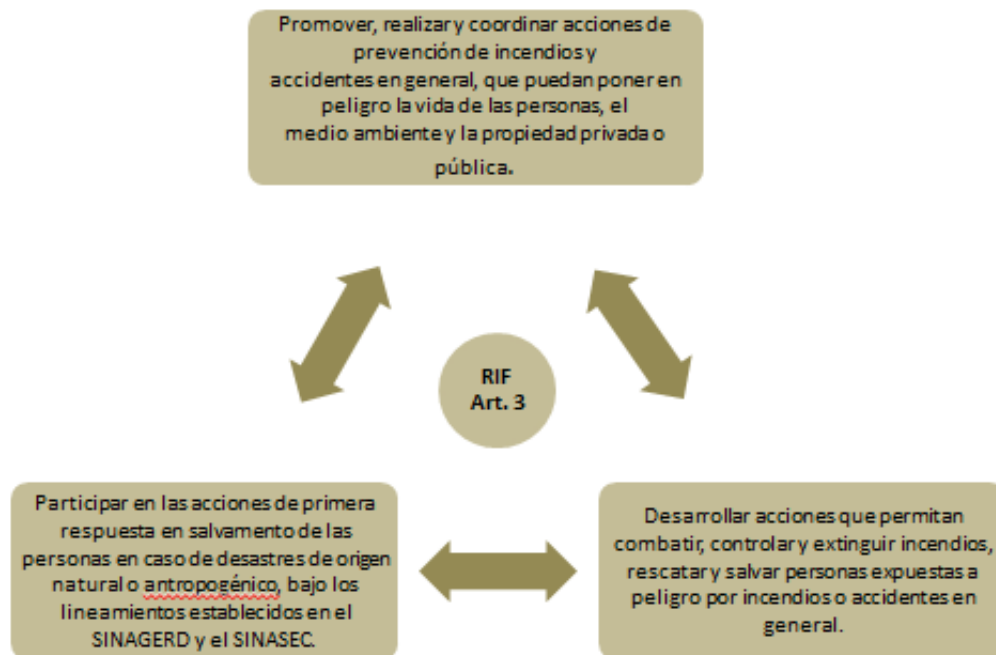 Promover, realizar y coordinar acciones de
prevención de incendios y
accidentes en general, que puedan poner en
peligro la vida de las personas, el
medio ambiente y la propiedad privada o
pública.
RIF
Art. 3
Participar en las acciones de primera
respuesta en salvamento de las
personas en caso de desastres de origen
natural o antropogénico, bajo los
lineamientos establecidos en el
SINAGERD y el SINASEC.
Desarrollar acciones que permitan
combatir, controlar y extinguir incendios,
rescatar y salvar personas expuestas a
peligro por incendios o accidentes en
general.